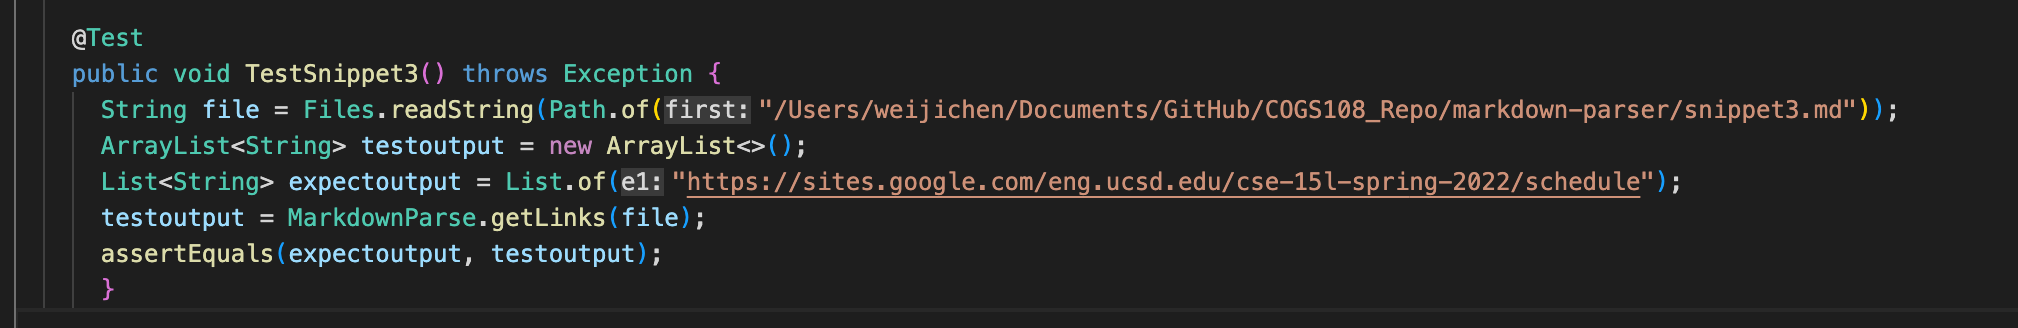 @Test
public void TestSnippet3() throws Exception {
String file = Files.readString(Path.of(first: "/Users/weijichen/Documents/GitHub/COGS108_Repo/markdown-parser/snippet3.md"));
ArrayList<String> testoutput = new ArrayList<>();
List<String> expectoutput = List.of(e1: "https://sites.google.com/eng.ucsd.edu/cse-15l-spring-2022/schedule");
testoutput = MarkdownParse.getLinks(file);
assertEquals(expectoutput, testoutput);
}